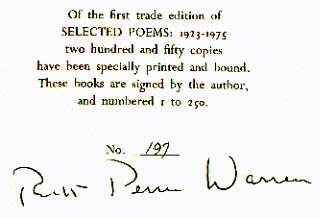 Of the first trade edition of
SELECTED POEMS: 1923-1975
two hundred and fifty copies
have been specially printed and bound.
These books are signed by the author,
and numbered 1 to 250.
No. 197
Robert Penn Warren